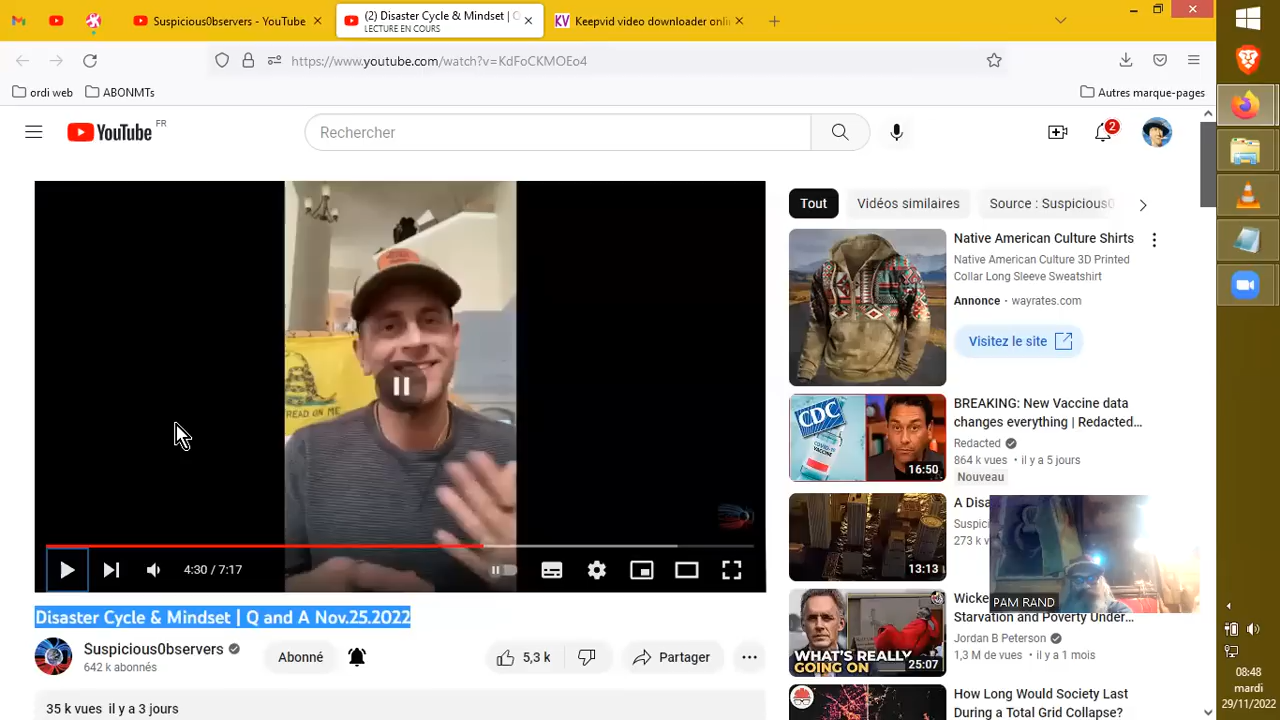 Suspicious0bservers - YouTube
(2) Disaster Cycle & Mindset | Q
LECTURE EN COURS
KV Keepvid video downloader onli
https://www.youtube.com/watch?v=KdFoCKMOEo4
ordi web
ABONMTs
Autres marque-pages
YouTube FR
Rechercher
2
READ ON ME
4:30 / 7:17
Disaster Cycle & Mindset | Q and A Nov.25.2022
Suspicious0bservers
642 k abonnés
Abonné
5,3 k
Partager
35 k vues il y a 3 jours
Tout
Vidéos similaires
Source : Suspicious0
Native American Culture Shirts
Native American Culture 3D Printed
Collar Long Sleeve Sweatshirt
Annonce • wayrates.com
Visitez le site
CDC
16:50
BREAKING: New Vaccine data
changes everything | Redacted...
Redacted
864 k vues • il y a 5 jours
Nouveau
13:13
A Disa
Suspic
273 k
PAM RAND
WHAT'S REALLY
GOING ON
25:07
Wicke
Starvation and Poverty Under...
Jordan B Peterson
1,3 M de vues • il y a 1 mois
How Long Would Society Last
During a Total Grid Collapse?
08:48
mardi
29/11/2022